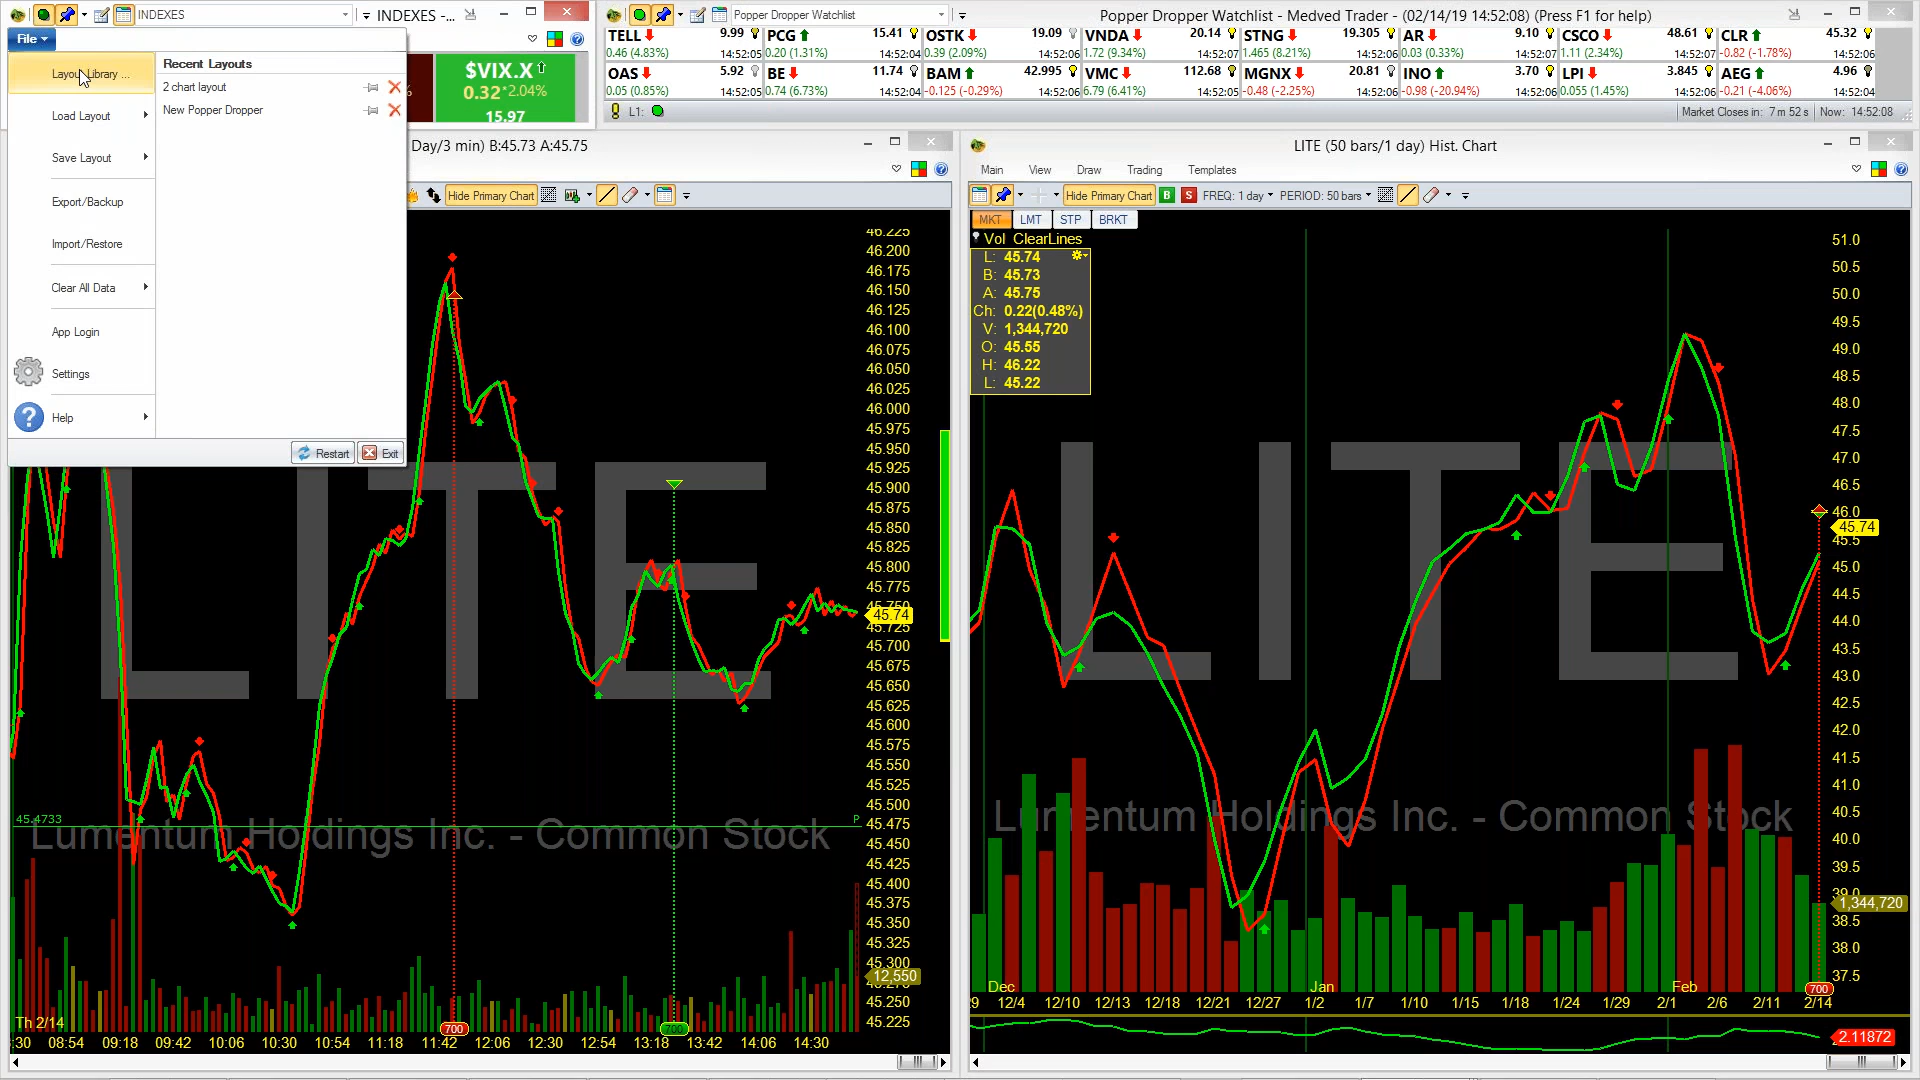 INDEXES
INDEXES -...
File
Layout Library ...
Load Layout
Save Layout
Export/Backup
Import/Restore
Clear All Data
App Login
Settings
Help
Recent Layouts
2 chart layout
New Popper Dropper
Restart
Exit
$VIX.X
0.32*2.04%
15.97
Popper Dropper Watchlist
Popper Dropper Watchlist - Medved Trader - (02/14/19 14:52:08) (Press F1 for help)
TELL 9.99 PCG 15.41 OSTK 19.09 VNDA 20.14 STNG 19.305 AR 9.10 CSCO 48.61 CLR 45.32
0.46 (4.83%) 14:52:05 0.20 (1.31%) 14:52:04 0.39 (2.09%) 14:52:06 1.72 (9.34%) 14:52:07 1.465 (8.21%) 14:52:06 0.03 (0.33%) 14:52:05 1.11 (2.34%) 14:52:07 -0.82 (-1.78%) 14:52:06
OAS 5.92 BE 11.74 BAM 42.995 VMC 112.68 MGNX 20.81 INO 3.70 LPI 3.845 AEG 4.96
0.05 (0.85%) 14:52:05 0.74 (6.73%) 14:52:04 -0.125 (-0.29%) 14:52:06 6.79 (6.41%) 14:52:06 -0.48 (-2.25%) 14:52:06 -0.98 (-20.94%) 14:52:06 0.055 (1.45%) 14:52:05 -0.21 (-4.06%) 14:52:04
L1:
Market Closes in: 7 m 52 s Now: 14:52:08
Day/3 min) B:45.73 A:45.75
Hide Primary Chart
46.225
46.200
46.175
46.150
46.125
46.100
46.075
46.050
46.025
46.000
45.975
45.950
45.925
45.900
45.875
45.850
45.825
45.800
45.775
45.750
45.74
45.725
45.700
45.675
45.650
45.625
45.600
45.575
45.550
45.525
45.500
45.475
45.450
45.425
45.400
45.375
45.350
45.325
45.300
12,550
45.250
45.225
LITE
45.4733
P
Lumentum Holdings Inc. - Common Stock
Th 2/14
700
700
:30 08:54 09:18 09:42 10:06 10:30 10:54 11:18 11:42 12:06 12:30 12:54 13:18 13:42 14:06 14:30
LITE (50 bars/1 day) Hist. Chart
Main View Draw Trading Templates
Hide Primary Chart B S FREQ: 1 day PERIOD: 50 bars
MKT LMT STP BRKT
Vol ClearLines
L: 45.74
B: 45.73
A: 45.75
Ch: 0.22(0.48%)
V: 1,344,720
O: 45.55
H: 46.22
L: 45.22
51.0
50.5
50.0
49.5
49.0
48.5
48.0
47.5
47.0
46.5
46.0
45.74
45.5
45.0
44.5
44.0
43.5
43.0
42.5
42.0
41.5
41.0
40.5
40.0
39.5
39.0
1,344,720
38.5
38.0
37.5
LITE
Lumentum Holdings Inc. - Common Stock
Dec Jan Feb
700
'9 12/4 12/10 12/13 12/18 12/21 12/27 1/2 1/7 1/10 1/15 1/18 1/24 1/29 2/1 2/6 2/11 2/14
2.11872